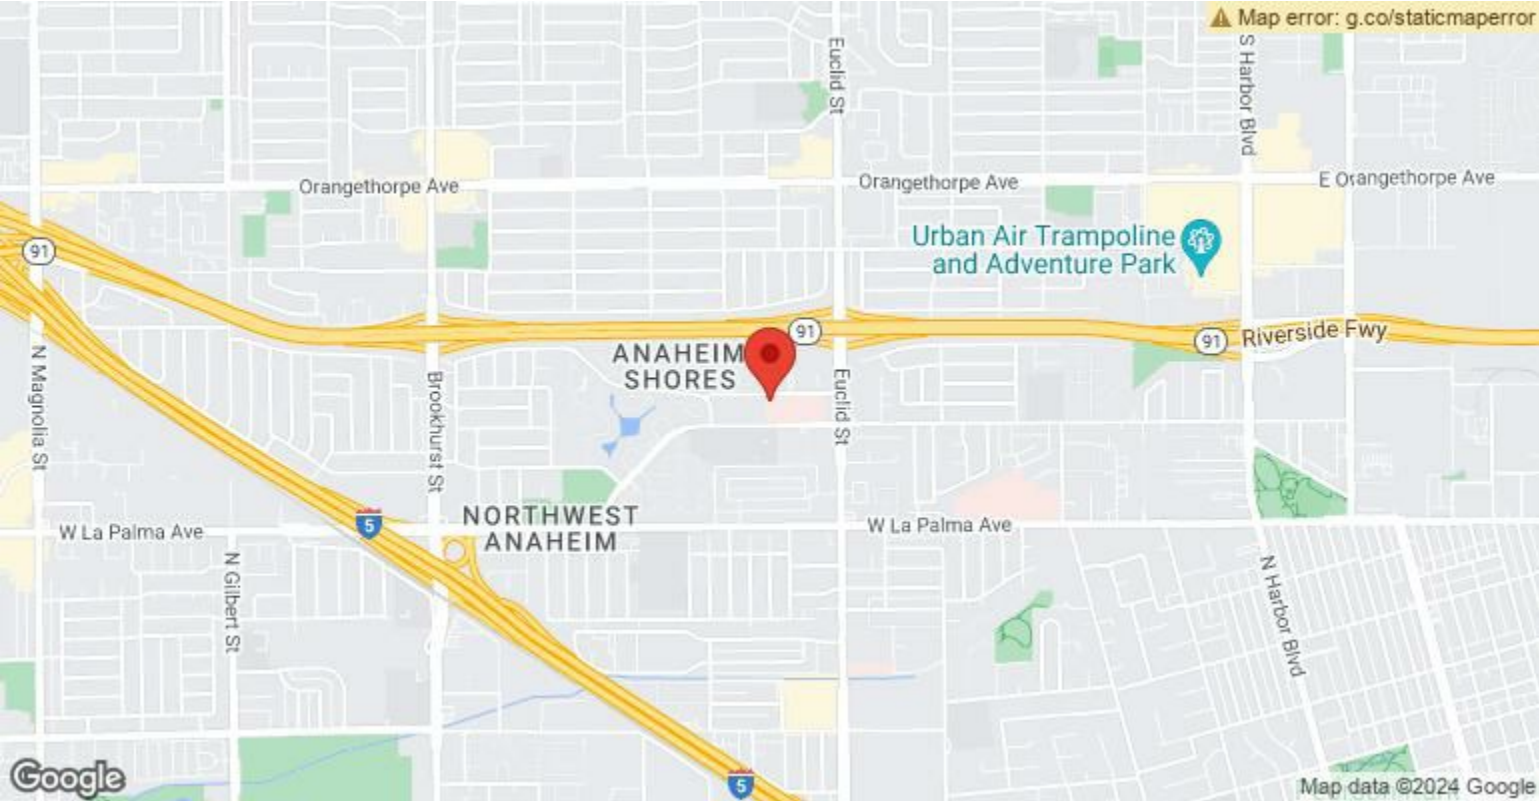 Map error: g.co/staticmaperror
Euclid St
S Harbor Blvd
Orangethorpe Ave
Orangethorpe Ave
E Orangethorpe Ave
Urban Air Trampoline
and Adventure Park
91
91
91
Riverside Fwy
N Magnolia St
ANAHEIM
SHORES
Brookhurst St
Euclid St
5
NORTHWEST
ANAHEIM
W La Palma Ave
W La Palma Ave
N Gilbert St
N Harbor Blvd
5
Google
Map data ©2024 Google